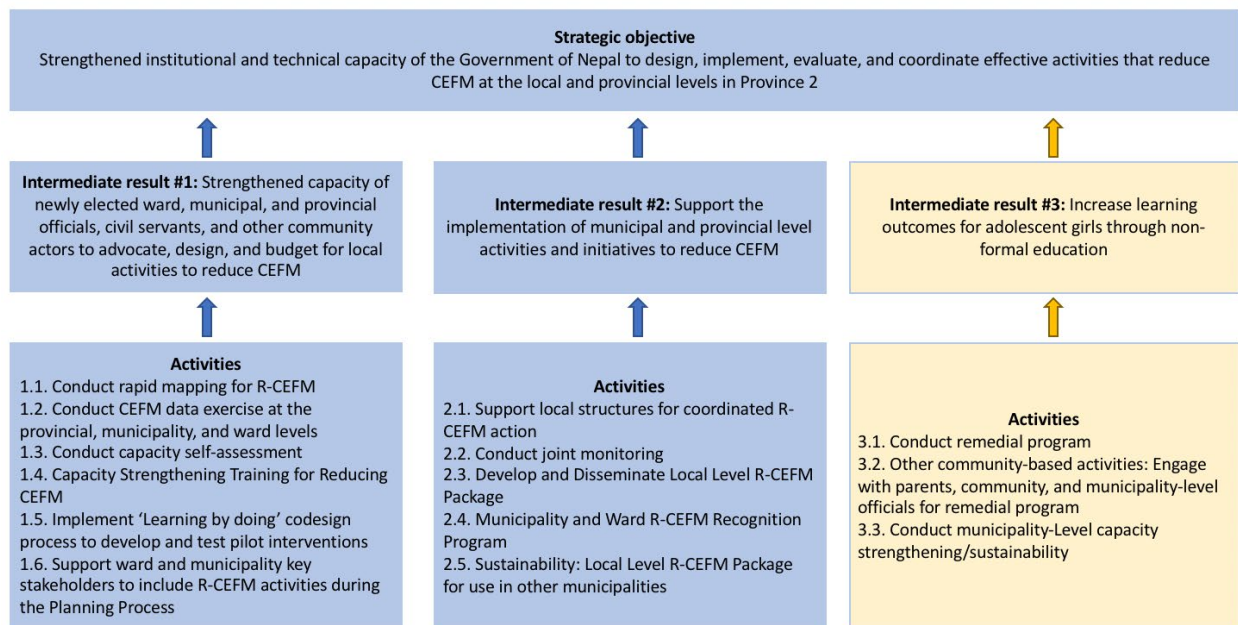 Strategic objective
Strengthened institutional and technical capacity of the Government of Nepal to design, implement, evaluate, and coordinate effective activities that reduce
CEFM at the local and provincial levels in Province 2
Intermediate result #1: Strengthened capacity of
newly elected ward, municipal, and provincial
officials, civil servants, and other community
actors to advocate, design, and budget for local
activities to reduce CEFM
Intermediate result #2: Support the
implementation of municipal and provincial level
activities and initiatives to reduce CEFM
Intermediate result #3: Increase learning
outcomes for adolescent girls through non-
formal education
Activities
1.1. Conduct rapid mapping for R-CEFM
1.2. Conduct CEFM data exercise at the
provincial, municipality, and ward levels
1.3. Conduct capacity self-assessment
1.4. Capacity Strengthening Training for Reducing
CEFM
1.5. Implement ‘Learning by doing’ codesign
process to develop and test pilot interventions
1.6. Support ward and municipality key
stakeholders to include R-CEFM activities during
the Planning Process
Activities
2.1. Support local structures for coordinated R-
CEFM action
2.2. Conduct joint monitoring
2.3. Develop and Disseminate Local Level R-CEFM
Package
2.4. Municipality and Ward R-CEFM Recognition
Program
2.5. Sustainability: Local Level R-CEFM Package
for use in other municipalities
Activities
3.1. Conduct remedial program
3.2. Other community-based activities: Engage
with parents, community, and municipality-level
officials for remedial program
3.3. Conduct municipality-Level capacity
strengthening/sustainability